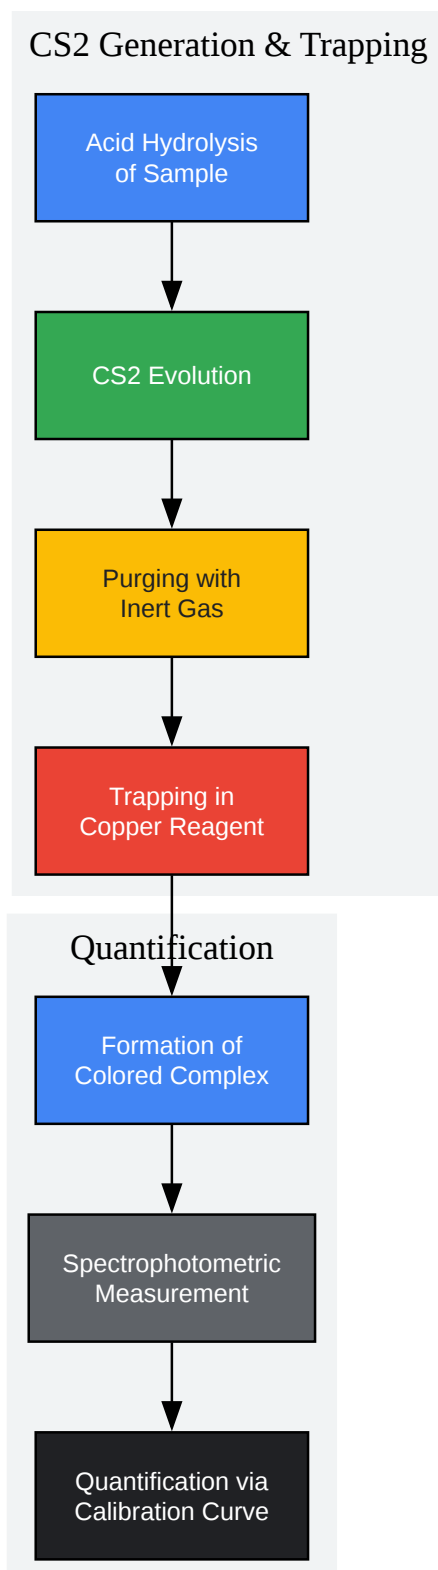 CS2 Generation & Trapping
Acid Hydrolysis
of Sample
CS2 Evolution
Purging with
Inert Gas
Trapping in
Copper Reagent
Quantification
Formation of
Colored Complex
Spectrophotometric
Measurement
Quantification via
Calibration Curve